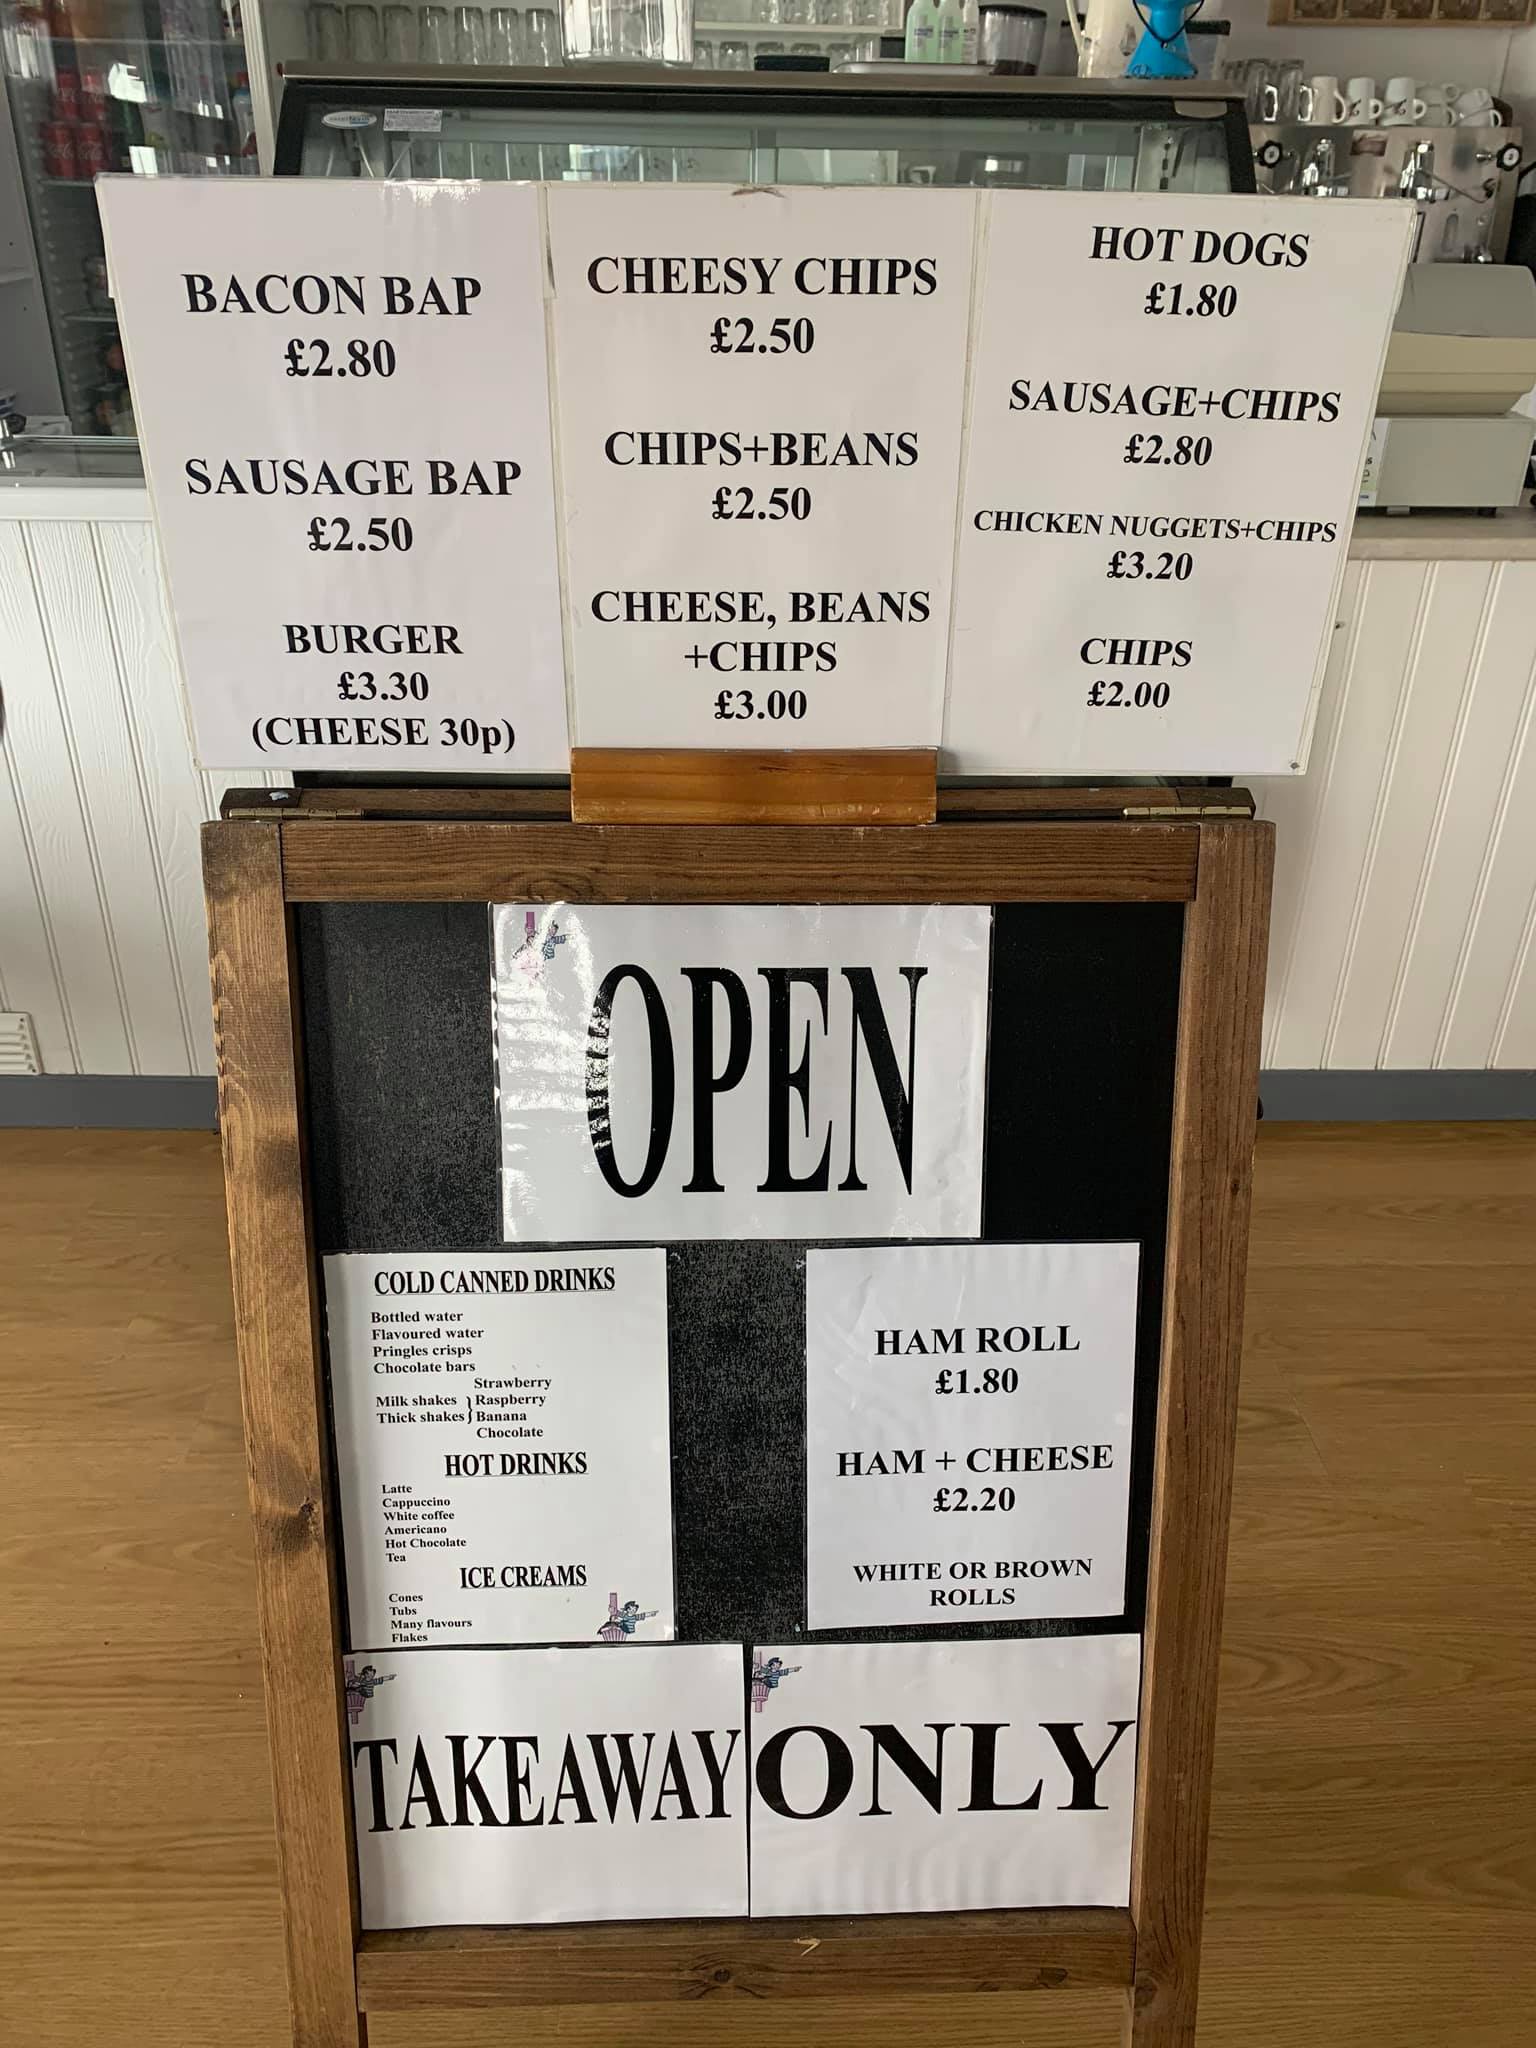 BACON BAP
£2.80
SAUSAGE BAP
£2.50
BURGER
£3.30
(CHEESE 30p)
CHEESY CHIPS
£2.50
CHIPS+BEANS
£2.50
CHEESE, BEANS
+CHIPS
£3.00
HOT DOGS
£1.80
SAUSAGE+CHIPS
£2.80
CHICKEN NUGGETS+CHIPS
£3.20
CHIPS
£2.00
OPEN
COLD CANNED DRINKS
Bottled water
Flavoured water
Pringles crisps
Chocolate bars
Strawberry
Milk shakes } Raspberry
Thick shakes } Banana
Chocolate
HOT DRINKS
Latte
Cappuccino
White coffee
Americano
Hot Chocolate
Tea
ICE CREAMS
Cones
Tubs
Many flavours
Flakes
HAM ROLL
£1.80
HAM + CHEESE
£2.20
WHITE OR BROWN
ROLLS
TAKEAWAY ONLY